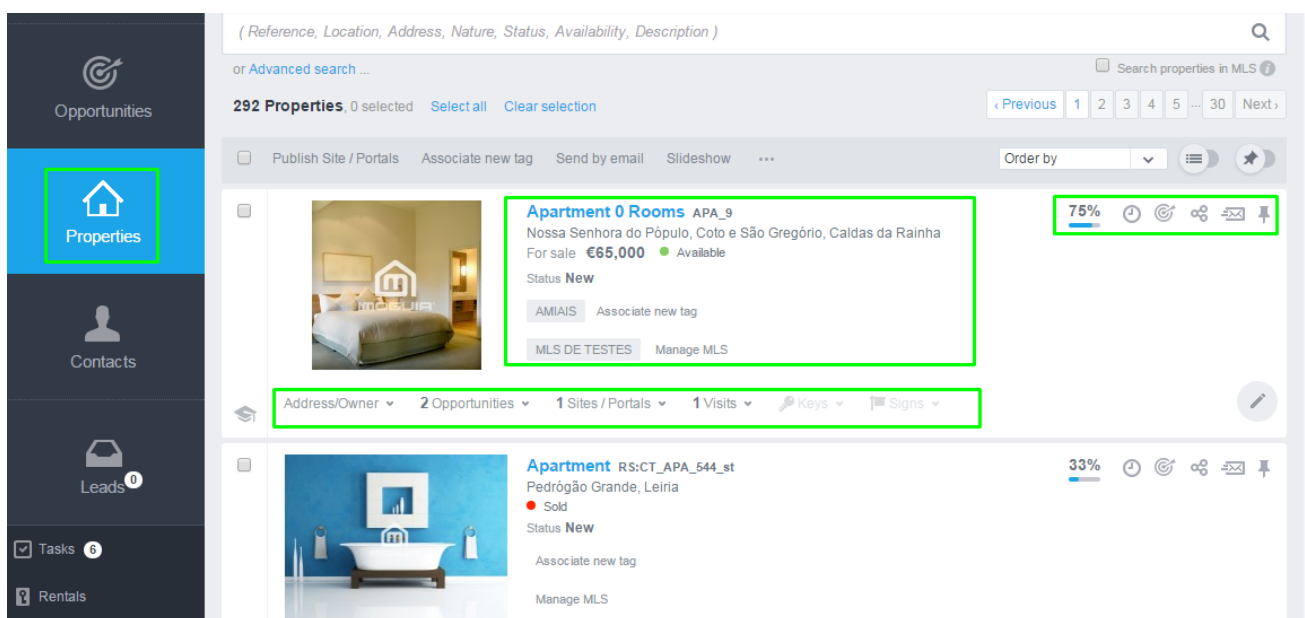 ( Reference, Location, Address, Nature, Status, Availability, Description )
or Advanced search ...
Search properties in MLS
292 Properties, 0 selected Select all Clear selection
‹ Previous 1 2 3 4 5 ... 30 Next ›
Publish Site / Portals Associate new tag Send by email Slideshow ...
Order by
Opportunities
Properties
Contacts
Leads 0
Tasks 6
Rentals
Apartment 0 Rooms APA_9
75%
Nossa Senhora do Pópulo, Coto e São Gregório, Caldas da Rainha
For sale €65,000 Available
Status New
AMIAIS Associate new tag
MLS DE TESTES Manage MLS
Address/Owner 2 Opportunities 1 Sites / Portals 1 Visits Keys Signs
Apartment RS:CT_APA_544_st
33%
Pedrógão Grande, Leiria
Sold
Status New
Associate new tag
Manage MLS